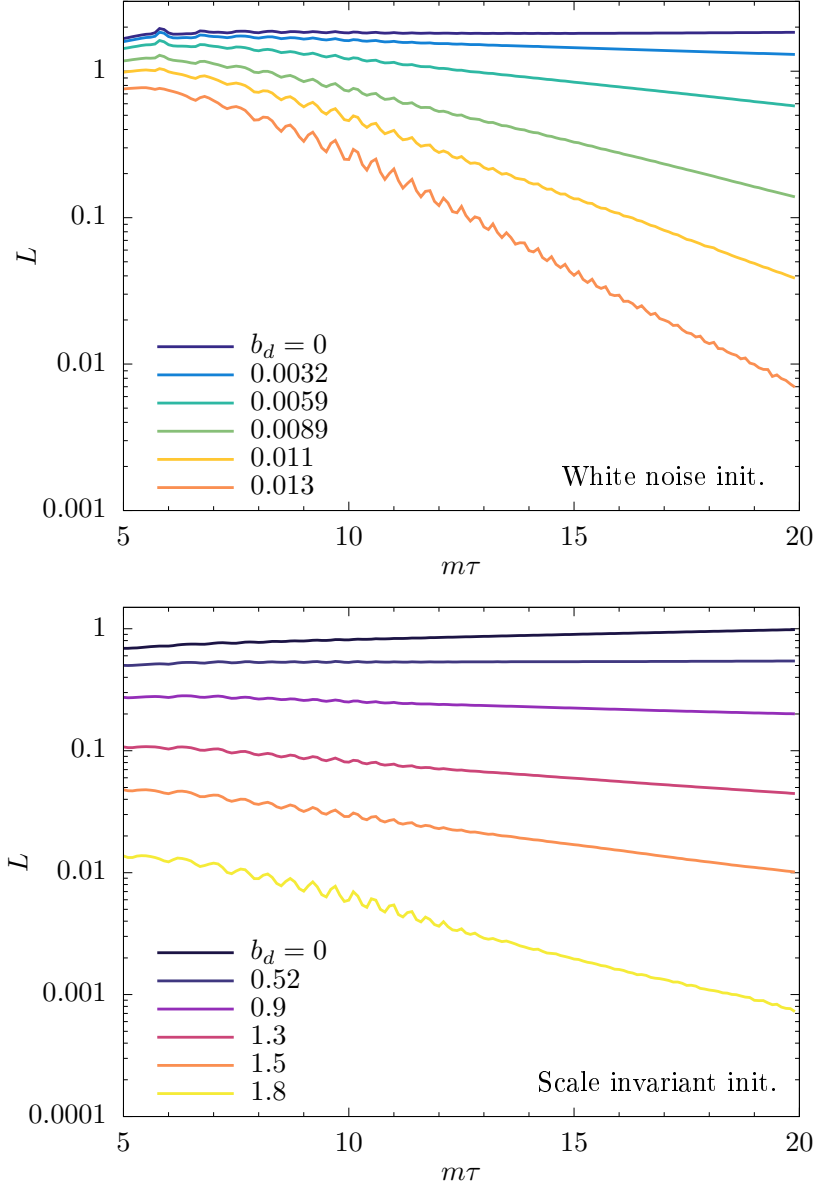 1
0.1
0.01
0.001
L
b_d = 0
0.0032
0.0059
0.0089
0.011
0.013
White noise init.
5 10 15 20
mτ
1
0.1
0.01
0.001
0.0001
L
b_d = 0
0.52
0.9
1.3
1.5
1.8
Scale invariant init.
5 10 15 20
mτ